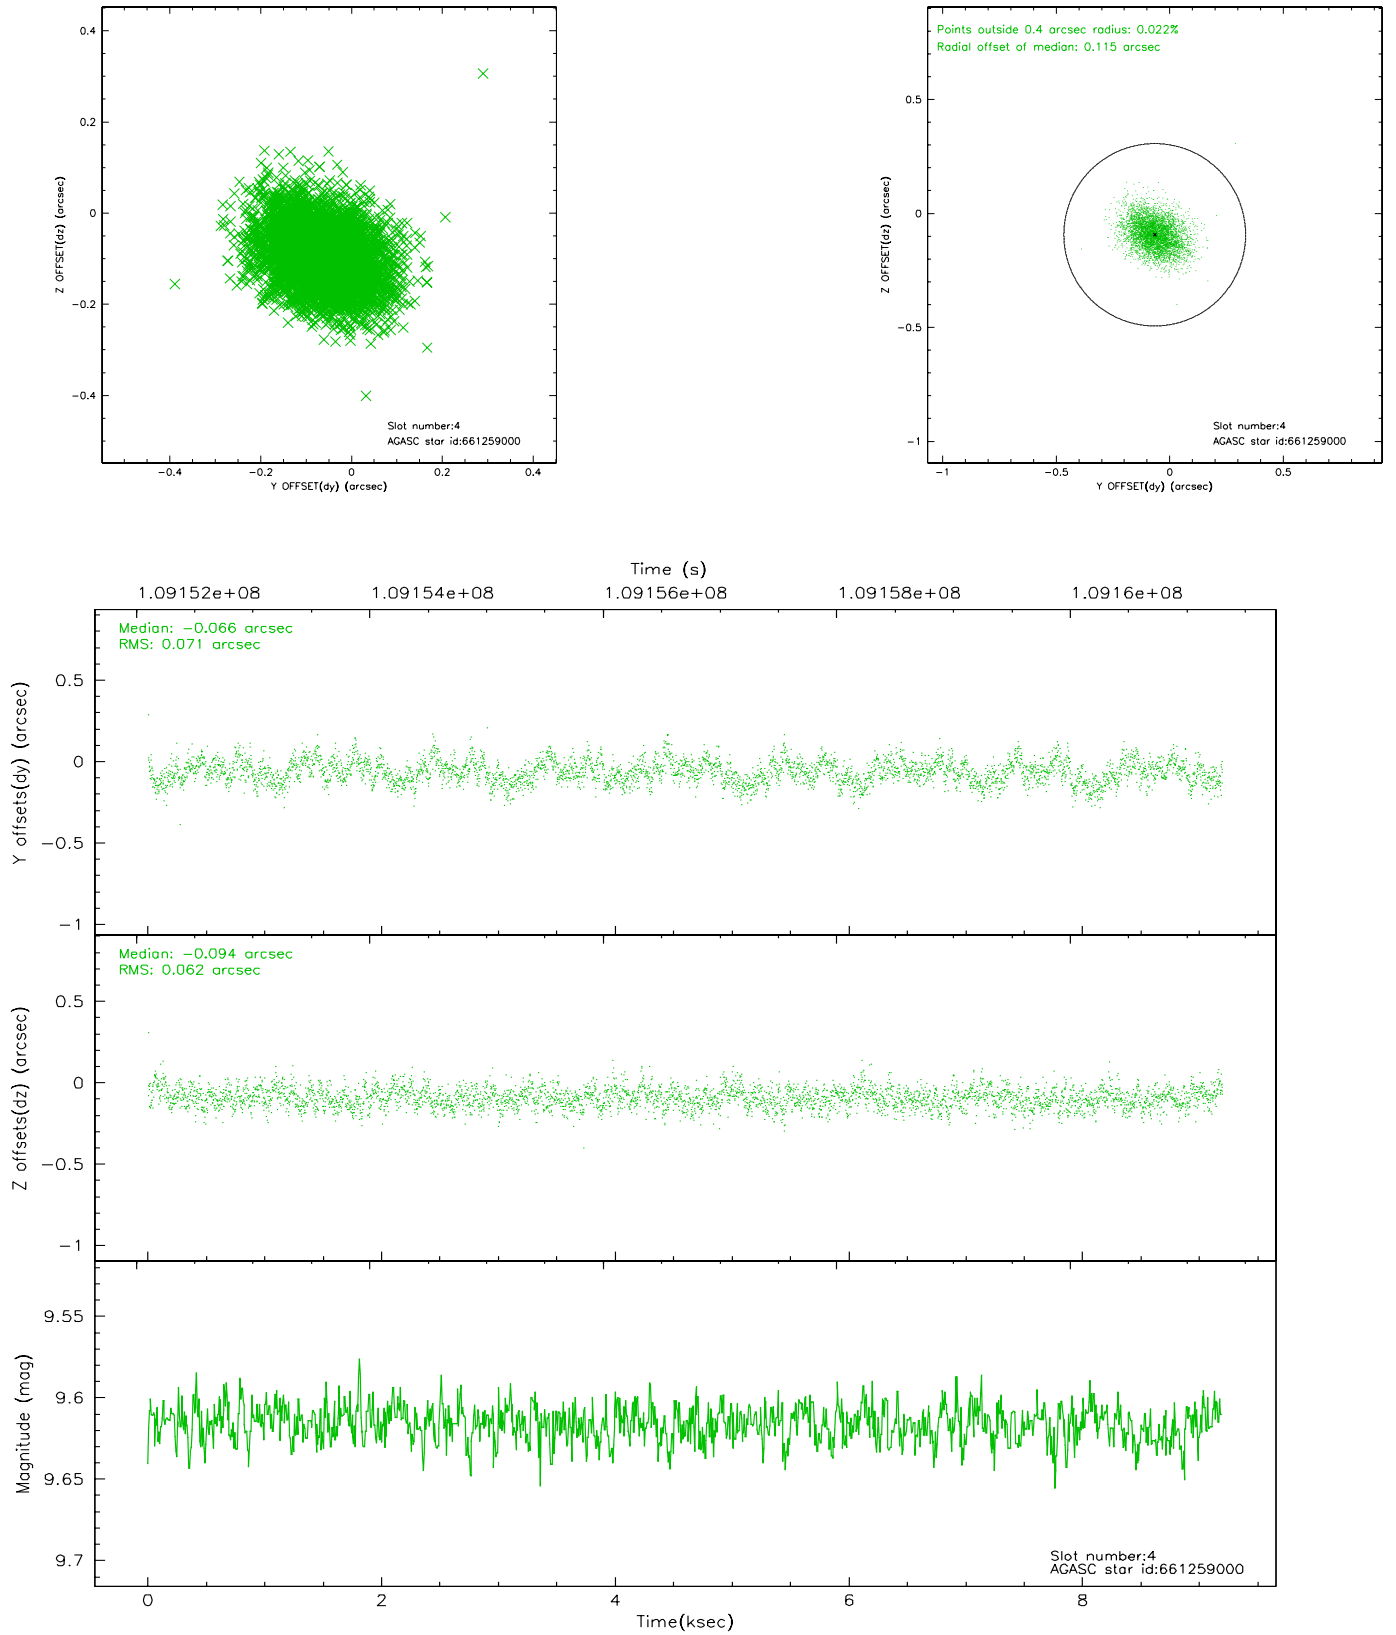 0.4
0.2
0
−0.2
−0.4
Z OFFSET(dz) (arcsec)
Slot number:4
AGASC star id:661259000
−0.4 −0.2 0 0.2 0.4
Y OFFSET(dy) (arcsec)
Points outside 0.4 arcsec radius: 0.022%
Radial offset of median: 0.115 arcsec
0.5
0
−0.5
−1
Z OFFSET(dz) (arcsec)
Slot number:4
AGASC star id:661259000
−1 −0.5 0 0.5
Y OFFSET(dy) (arcsec)
Time (s)
1.09152e+08 1.09154e+08 1.09156e+08 1.09158e+08 1.0916e+08
Median: −0.066 arcsec
RMS: 0.071 arcsec
0.5
0
−0.5
−1
Y offsets(dy) (arcsec)
Median: −0.094 arcsec
RMS: 0.062 arcsec
0.5
0
−0.5
−1
Z offsets(dz) (arcsec)
9.55
9.6
9.65
9.7
Magnitude (mag)
Slot number:4
AGASC star id:661259000
0 2 4 6 8
Time(ksec)